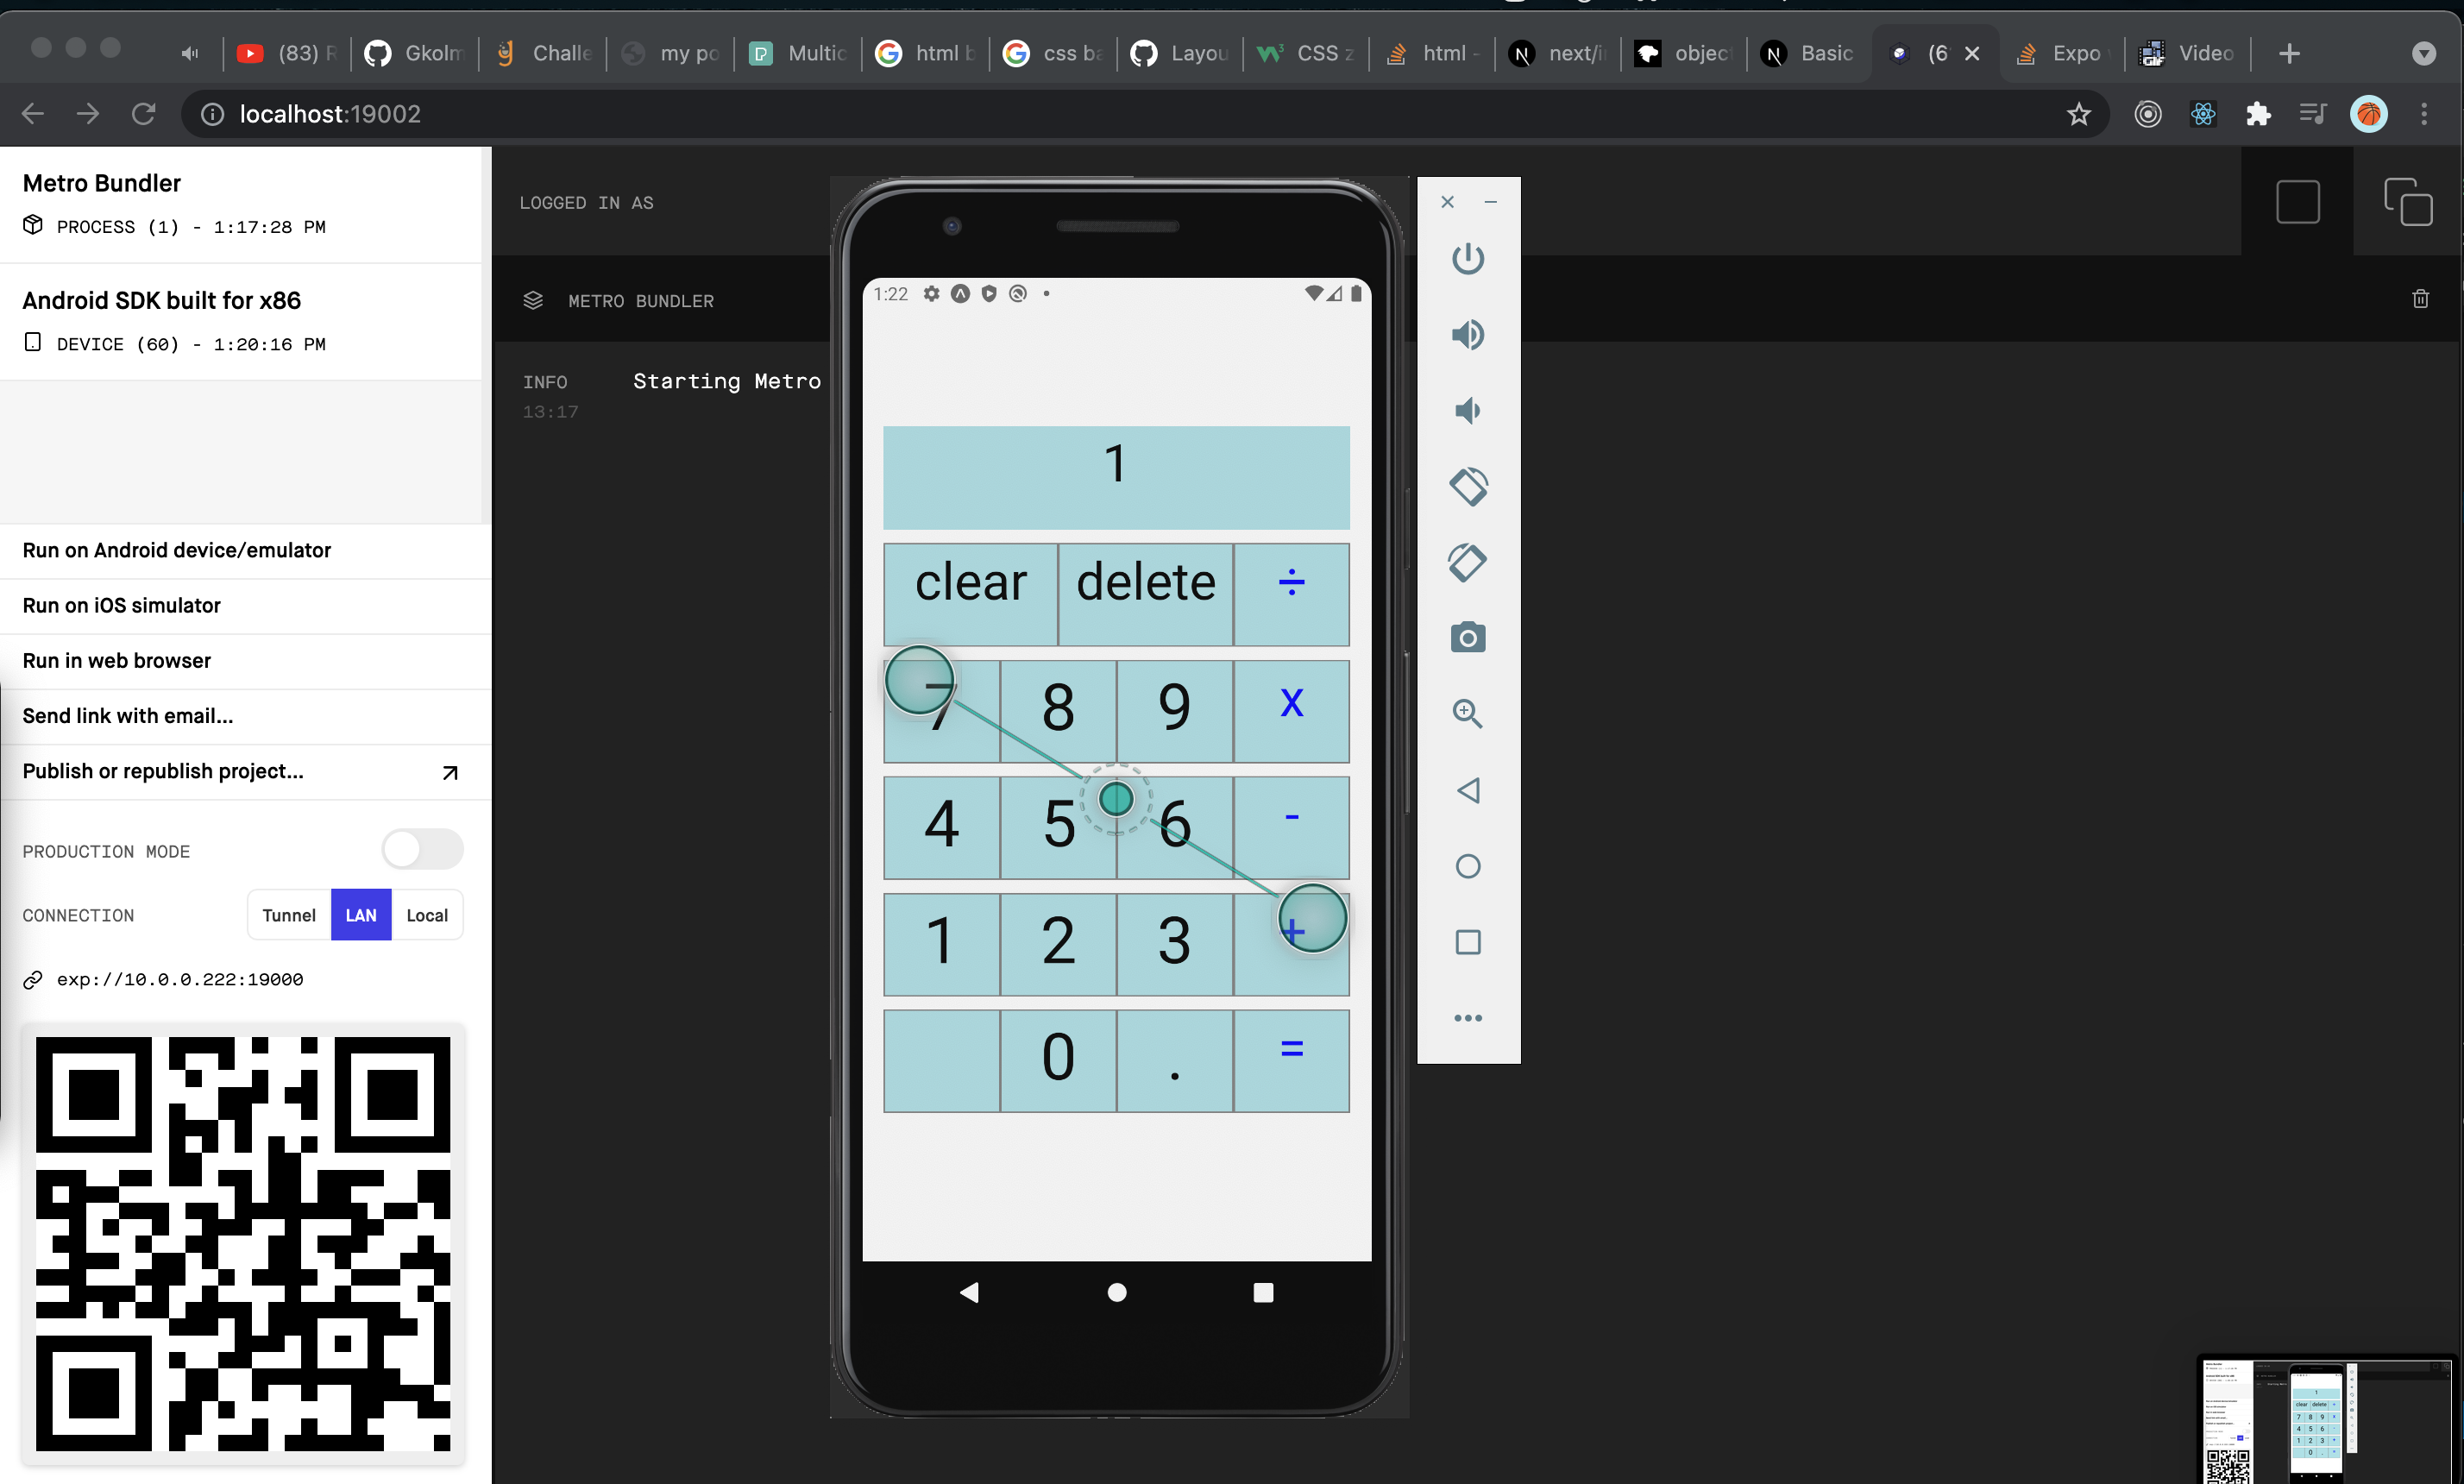 (83) R
Gkolm
Challe
my po
Multic
html b
css ba
Layou
CSS z
html -
next/i
object
Basic
(6
Expo
Video
localhost:19002
Metro Bundler
PROCESS (1) - 1:17:28 PM
Android SDK built for x86
DEVICE (60) - 1:20:16 PM
Run on Android device/emulator
Run on iOS simulator
Run in web browser
Send link with email...
Publish or republish project...
PRODUCTION MODE
CONNECTION Tunnel LAN Local
exp://10.0.0.222:19000
LOGGED IN AS
METRO BUNDLER
INFO Starting Metro
13:17
1:22
1
clear delete ÷
7 8 9 x
4 5 6 -
1 2 3 +
0 . =